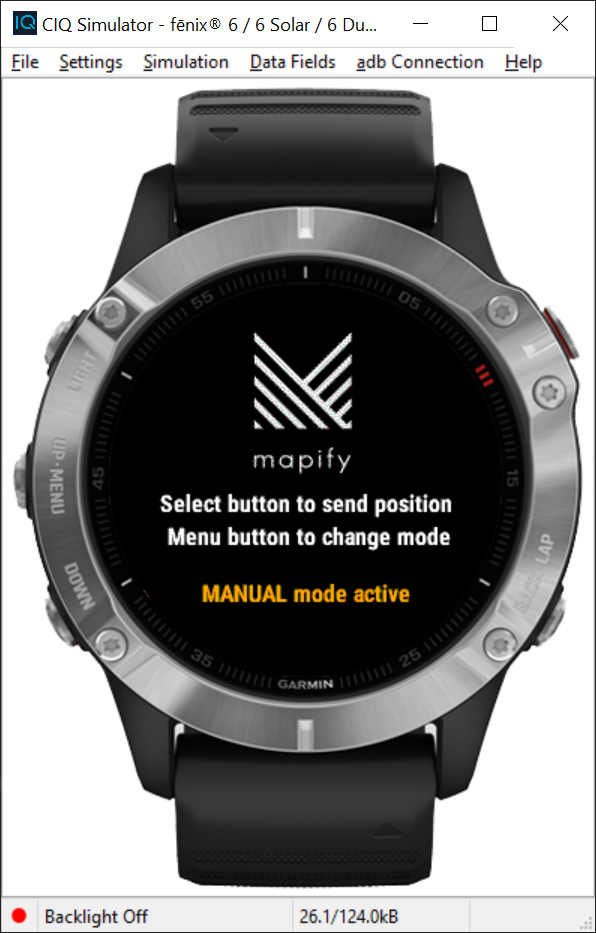 CIQ Simulator - fēnix® 6 / 6 Solar / 6 Du...
File Settings Simulation Data Fields adb Connection Help
55
05
LIGHT
UP·MENU
45
15
mapify
Select button to send position
Menu button to change mode
MANUAL mode active
DOWN
BACK LAP
35
25
GARMIN
Backlight Off
26.1/124.0kB